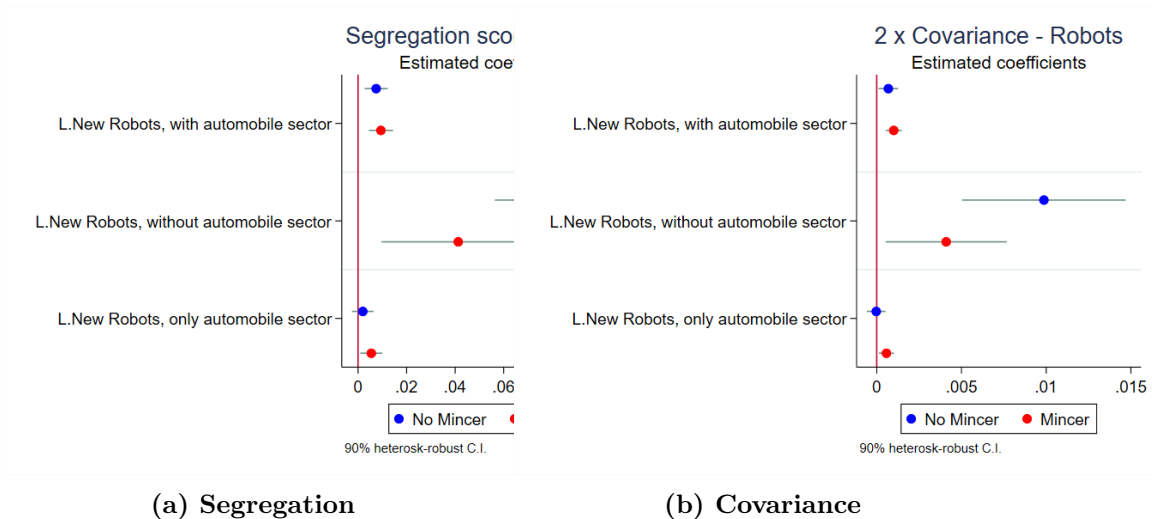 Segregation sco
Estimated coe
L.New Robots, with automobile sector
L.New Robots, without automobile sector
L.New Robots, only automobile sector
0 .02 .04 .06
No Mincer
90% heterosk-robust C.I.
(a) Segregation
2 x Covariance - Robots
Estimated coefficients
L.New Robots, with automobile sector
L.New Robots, without automobile sector
L.New Robots, only automobile sector
0 .005 .01 .015
No Mincer Mincer
90% heterosk-robust C.I.
(b) Covariance